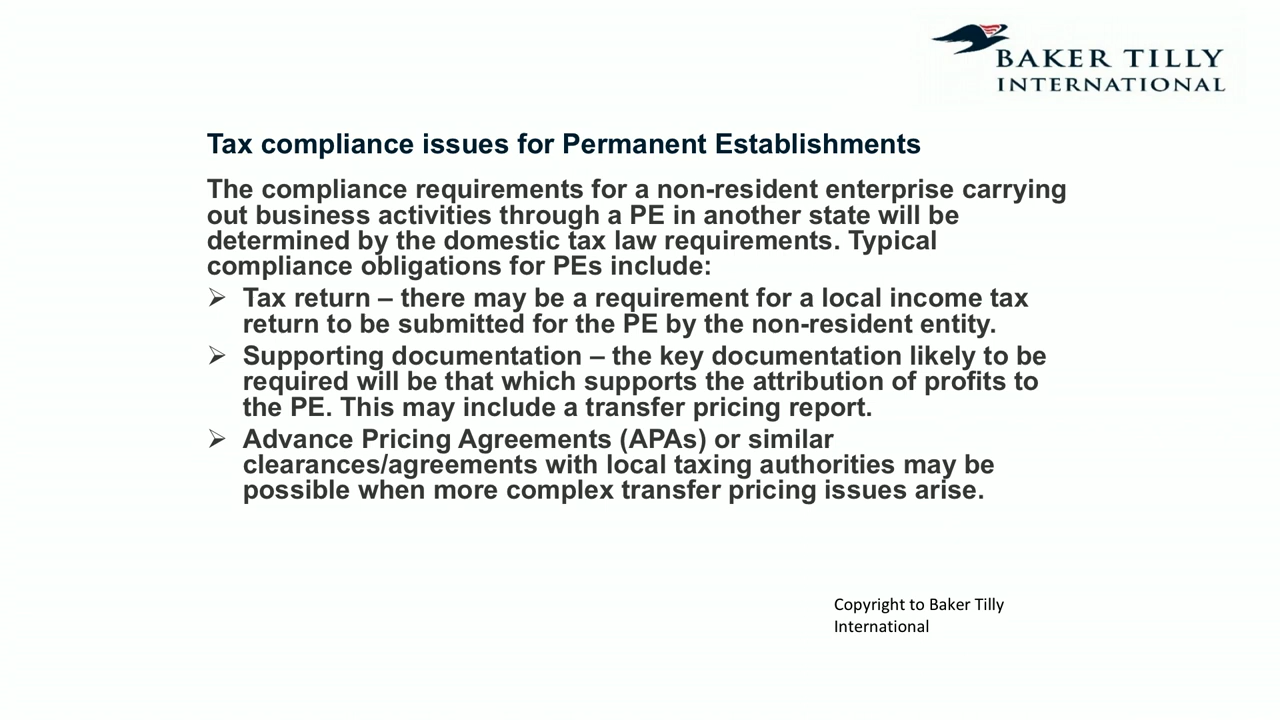 BAKER TILLY
INTERNATIONAL
Tax compliance issues for Permanent Establishments
The compliance requirements for a non-resident enterprise carrying
out business activities through a PE in another state will be
determined by the domestic tax law requirements. Typical
compliance obligations for PEs include:
➢ Tax return – there may be a requirement for a local income tax
return to be submitted for the PE by the non-resident entity.
➢ Supporting documentation – the key documentation likely to be
required will be that which supports the attribution of profits to
the PE. This may include a transfer pricing report.
➢ Advance Pricing Agreements (APAs) or similar
clearances/agreements with local taxing authorities may be
possible when more complex transfer pricing issues arise.
Copyright to Baker Tilly
International